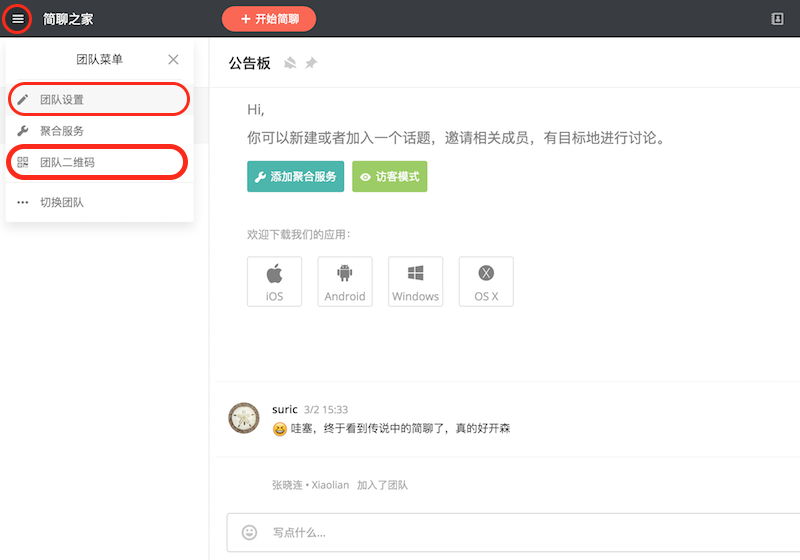 简聊之家
开始简聊
团队菜单
团队设置
聚合服务
团队二维码
切换团队
公告板
Hi,
你可以新建或者加入一个话题，邀请相关成员，有目标地进行讨论。
添加聚合服务
访客模式
欢迎下载我们的应用：
iOS
Android
Windows
OS X
suric 3/2 15:33
哇塞，终于看到传说中的简聊了，真的好开森
张晓连 • Xiaolian 加入了团队
写点什么...